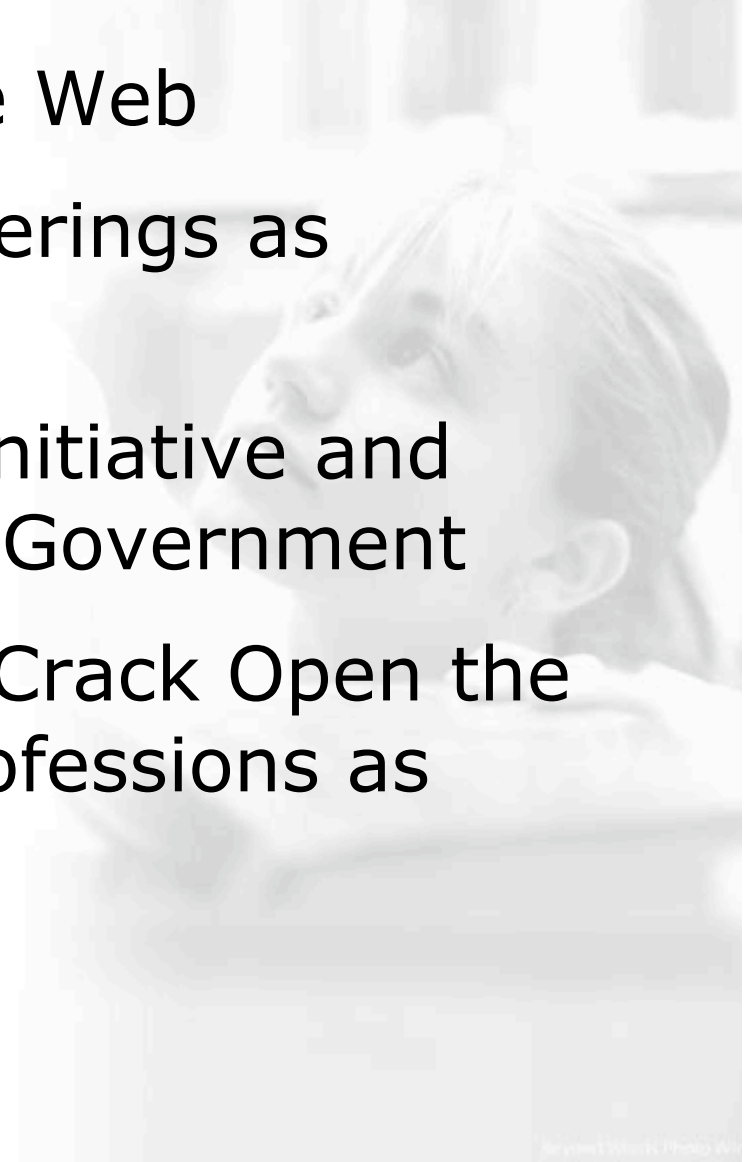 e Web
erings as
nitiative and
Government
Crack Open the
ofessions as